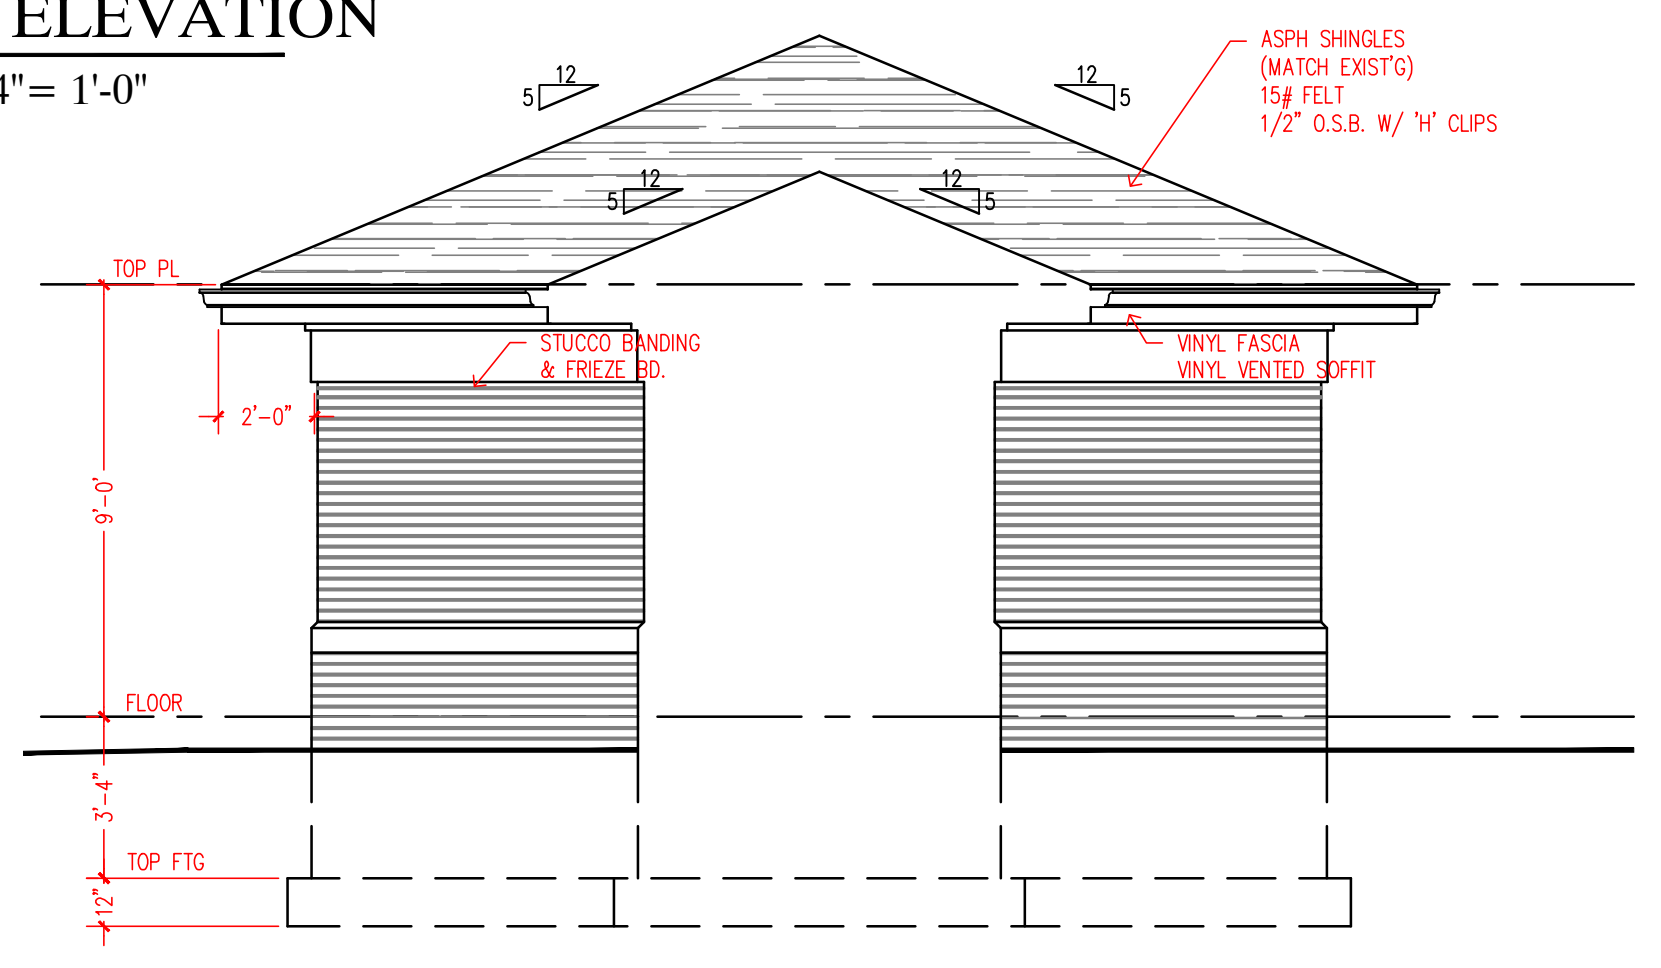 ELEVATION
4"= 1'-0"
12
5
12
5
ASPH SHINGLES
(MATCH EXIST'G)
15# FELT
1/2" O.S.B. W/ 'H' CLIPS
12
5
12
5
TOP PL
STUCCO BANDING
& FRIEZE BD.
VINYL FASCIA
VINYL VENTED SOFFIT
2'-0"
9'-0'
FLOOR
3'-4"
TOP FTG
12"